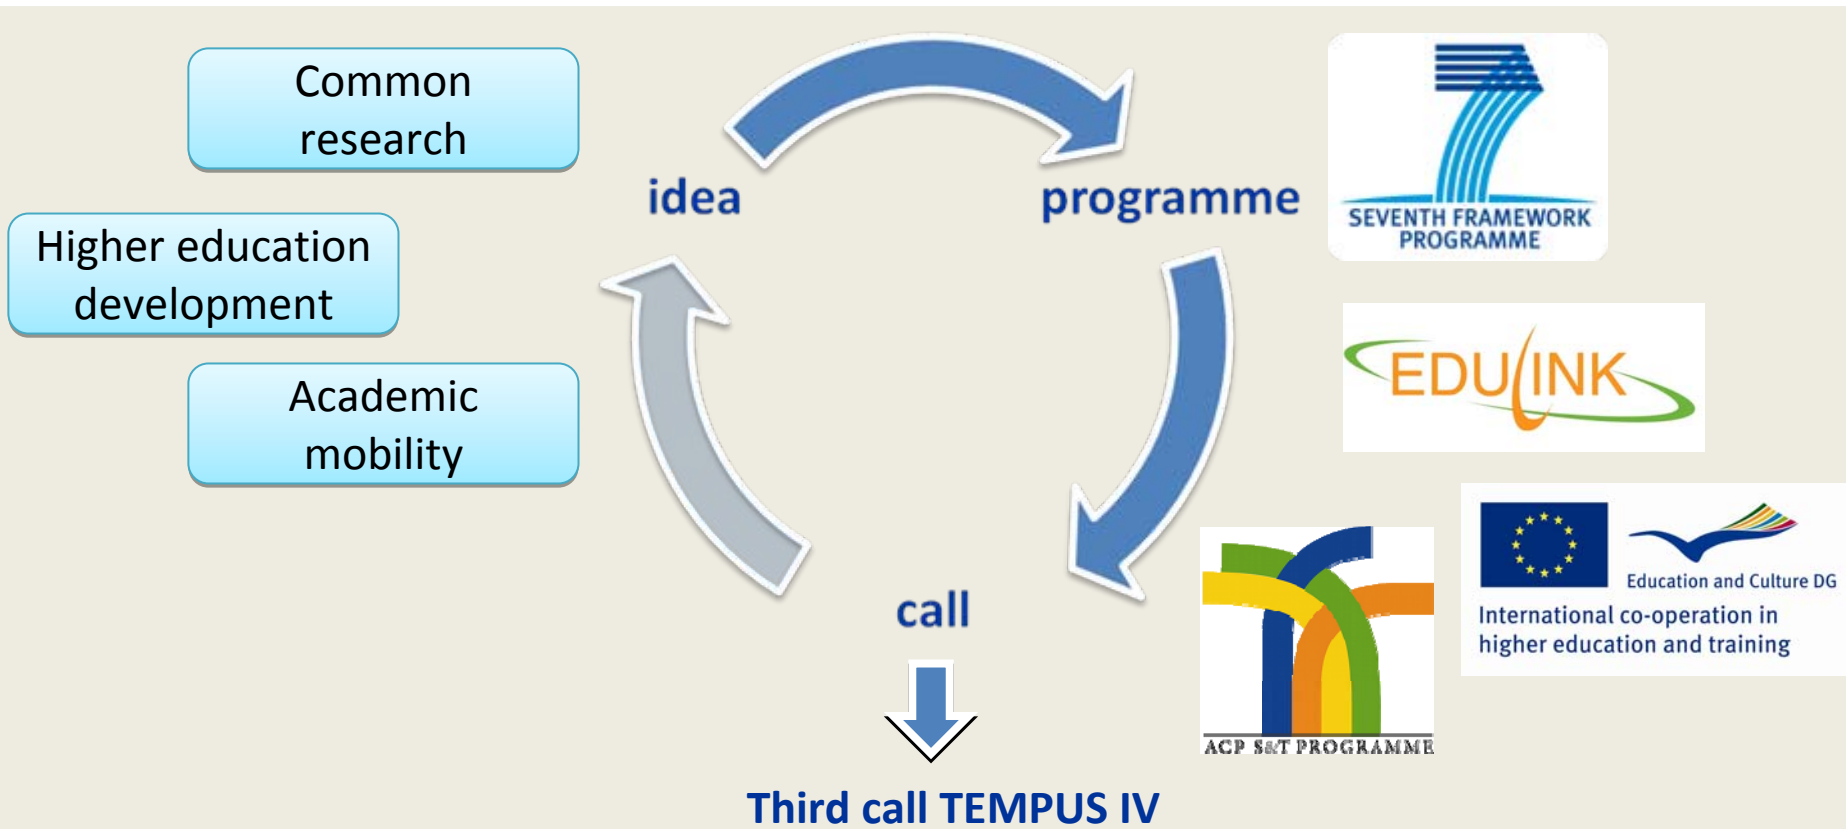 Common
research
Higher education
development
Academic
mobility
idea
programme
call
Third call TEMPUS IV
7
SEVENTH FRAMEWORK
PROGRAMME
EDULINK
Education and Culture DG
International co-operation in
higher education and training
ACP S&T PROGRAMME